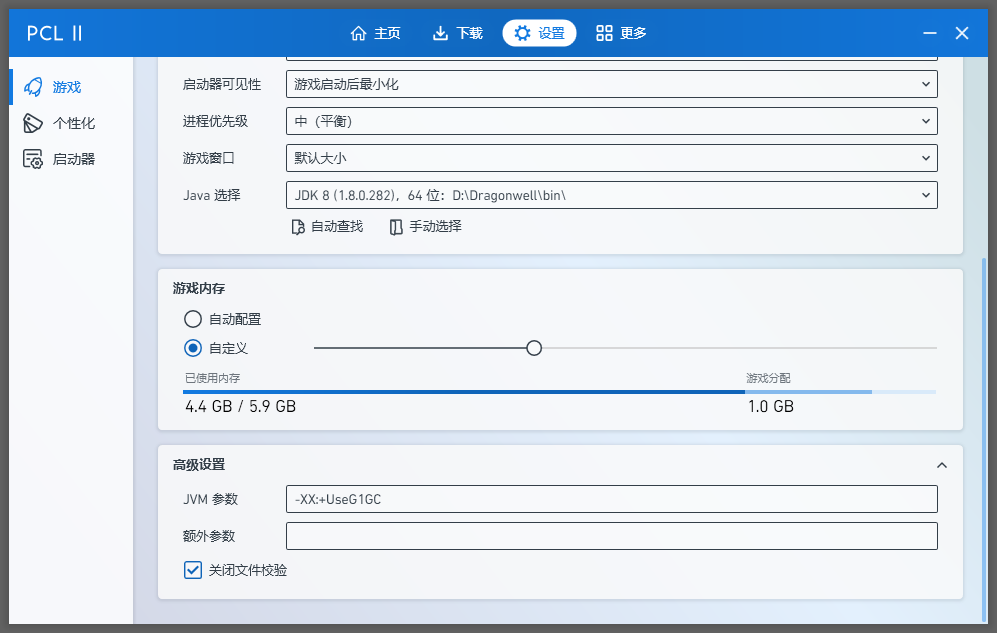 PCL II
主页
下载
设置
更多
游戏
个性化
启动器
启动器可见性 游戏启动后最小化
进程优先级 中（平衡）
游戏窗口 默认大小
Java 选择 JDK 8 (1.8.0.282)，64 位：D:\Dragonwell\bin\
自动查找 手动选择
游戏内存
自动配置
自定义
已使用内存 游戏分配
4.4 GB / 5.9 GB 1.0 GB
高级设置
JVM 参数 -XX:+UseG1GC
额外参数
关闭文件校验